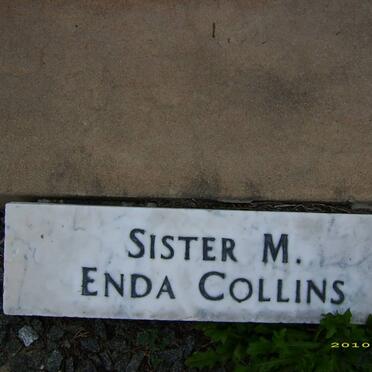 SISTER M.
ENDA COLLINS
2010